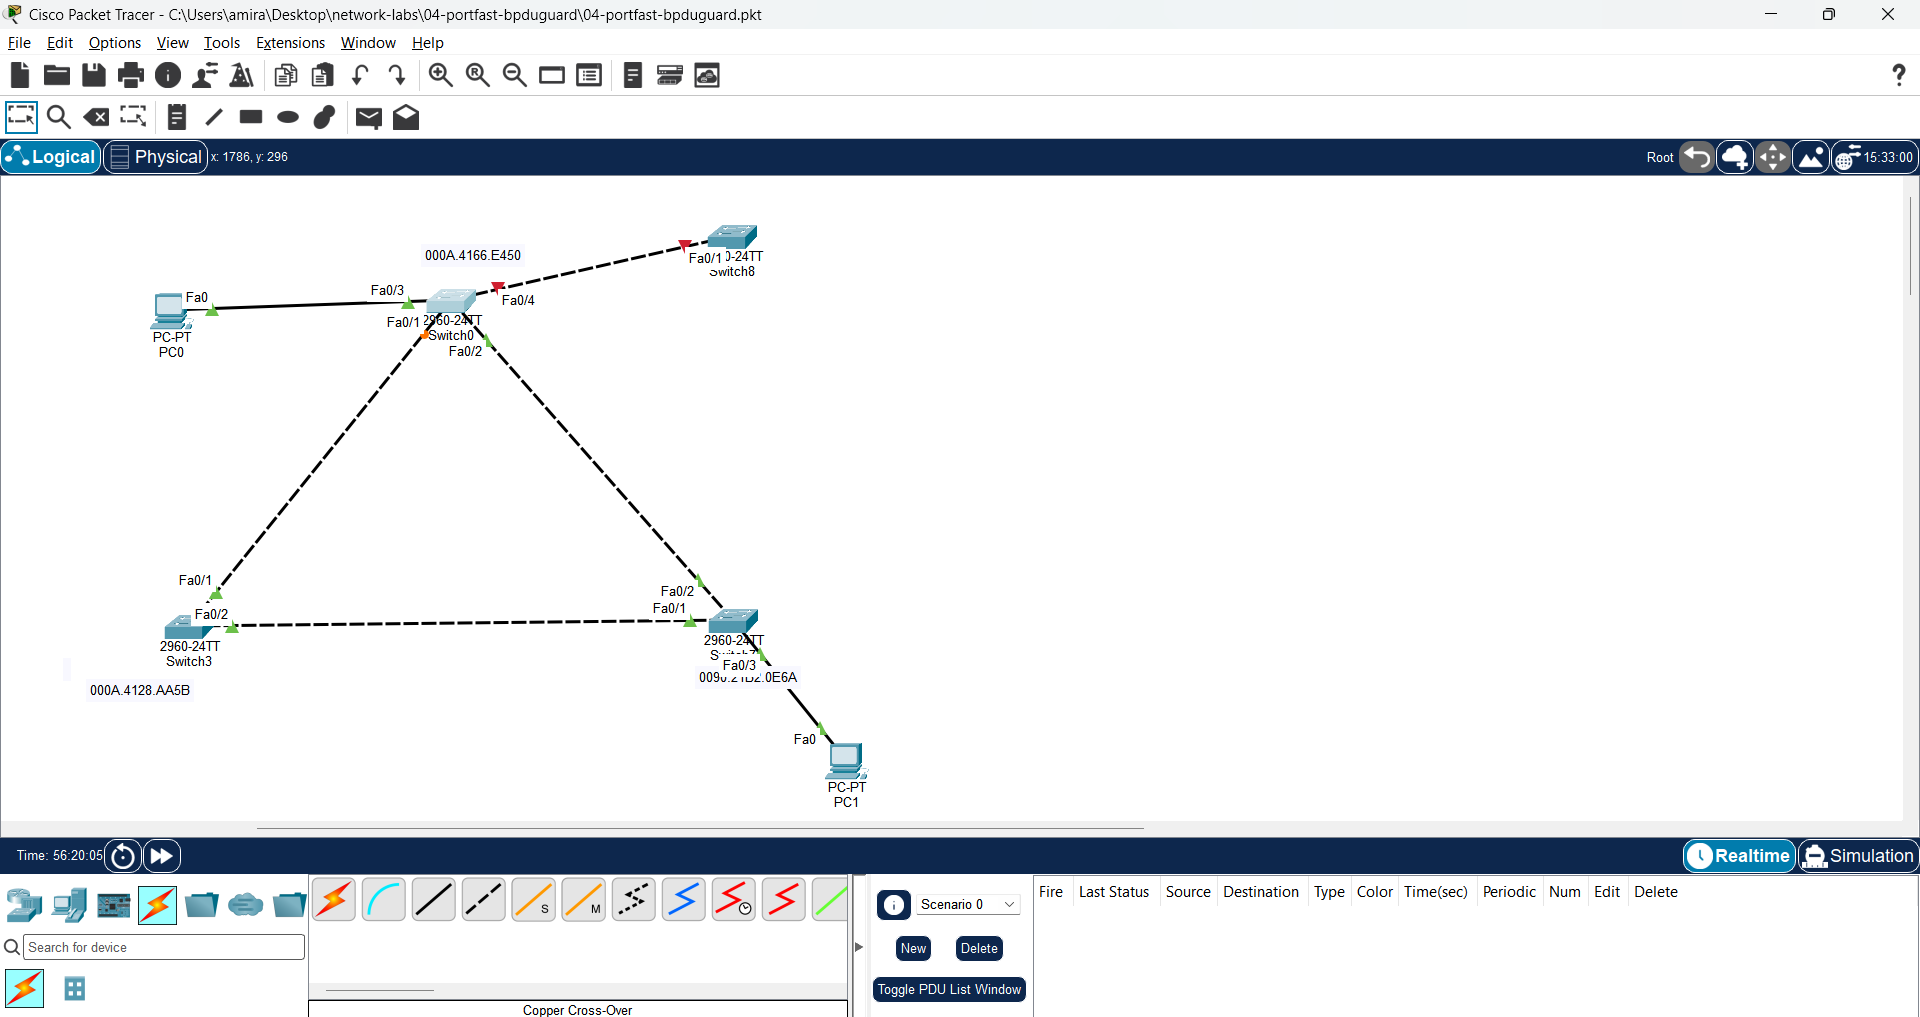 Cisco Packet Tracer - C:\Users\amira\Desktop\network-labs\04-portfast-bpduguard\04-portfast-bpduguard.pkt
File Edit Options View Tools Extensions Window Help
?
Logical Physical x: 1786, y: 296 Root 15:33:00
000A.4166.E450
Fa0/1 0-24TT
Switch8
Fa0/3
Fa0
Fa0/4
Fa0/1 2960-24TT
PC-PT
Switch0
PC0
Fa0/2
Fa0/1
Fa0/2
Fa0/1
Fa0/2
2960-24TT
Switch3
2960-24TT
Fa0/3
000A.4128.AA5B
Fa0
PC-PT
PC1
Time: 56:20:05 Realtime Simulation
S M
Scenario 0
Fire Last Status Source Destination Type Color Time(sec) Periodic Num Edit Delete
Search for device
New Delete
Toggle PDU List Window
Copper Cross-Over